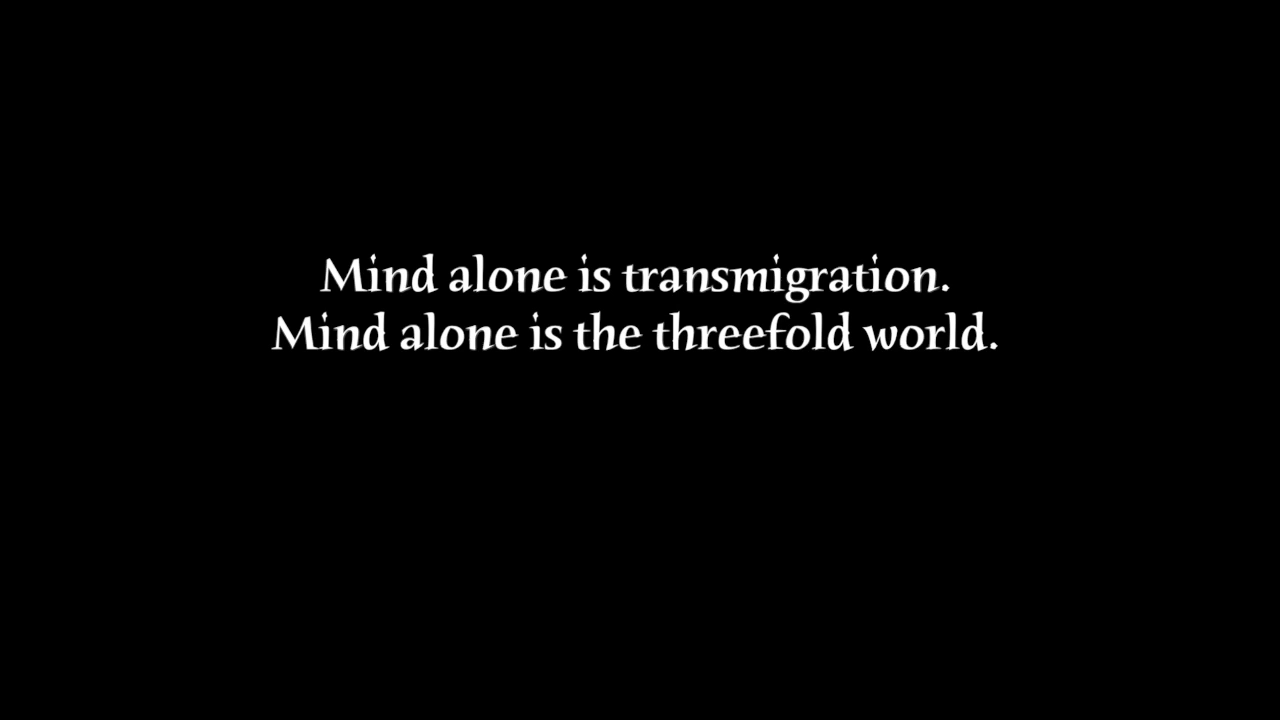 Mind alone is transmigration.
Mind alone is the threefold world.